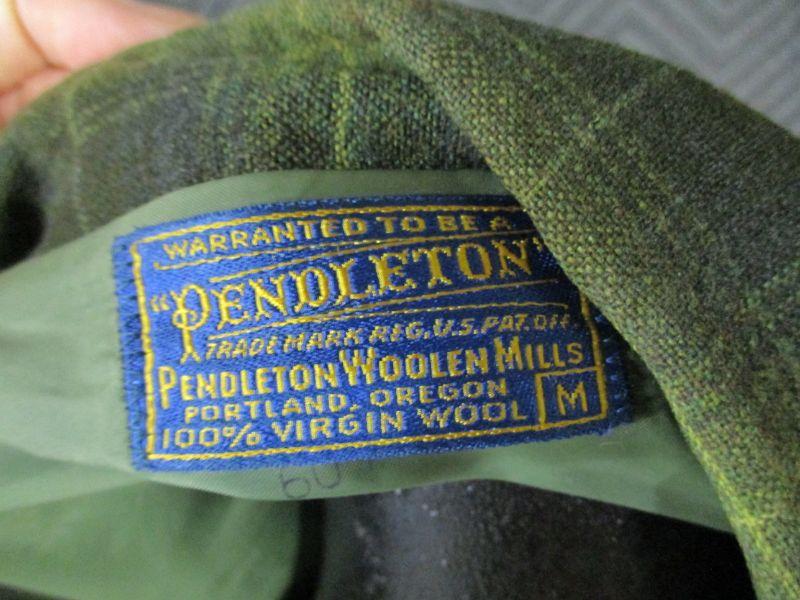 WARRANTED TO BE A
"PENDLETON"
TRADE MARK REG. U.S. PAT. OFF.
PENDLETON WOOLEN MILLS
PORTLAND, OREGON
100% VIRGIN WOOL M